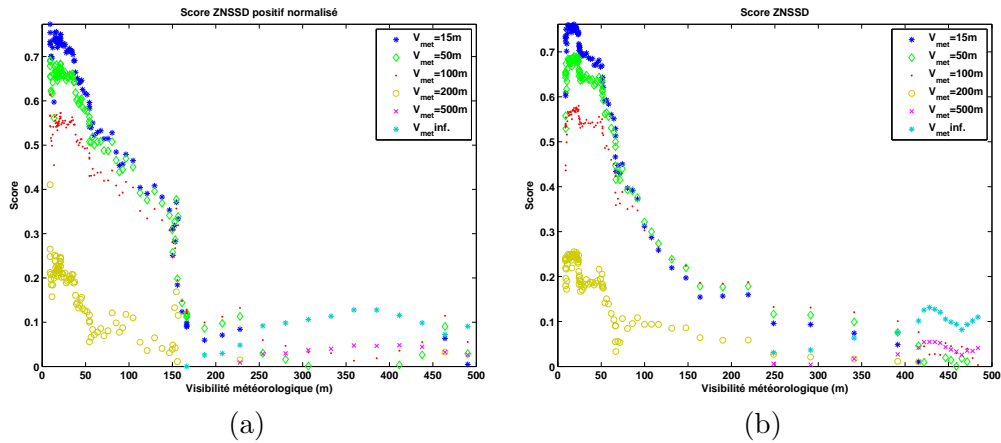 Score ZNSSD positif normalisé
0.7
0.6
0.5
0.4
0.3
0.2
0.1
0
Score
0 50 100 150 200 250 300 350 400 450 500
Visibilité météorologique (m)
V_met=15m
V_met=50m
V_met=100m
V_met=200m
V_met=500m
V_met inf.
(a)
Score ZNSSD
0.7
0.6
0.5
0.4
0.3
0.2
0.1
0
Score
0 50 100 150 200 250 300 350 400 450 500
Visibilité météorologique (m)
V_met=15m
V_met=50m
V_met=100m
V_met=200m
V_met=500m
V_met inf.
(b)